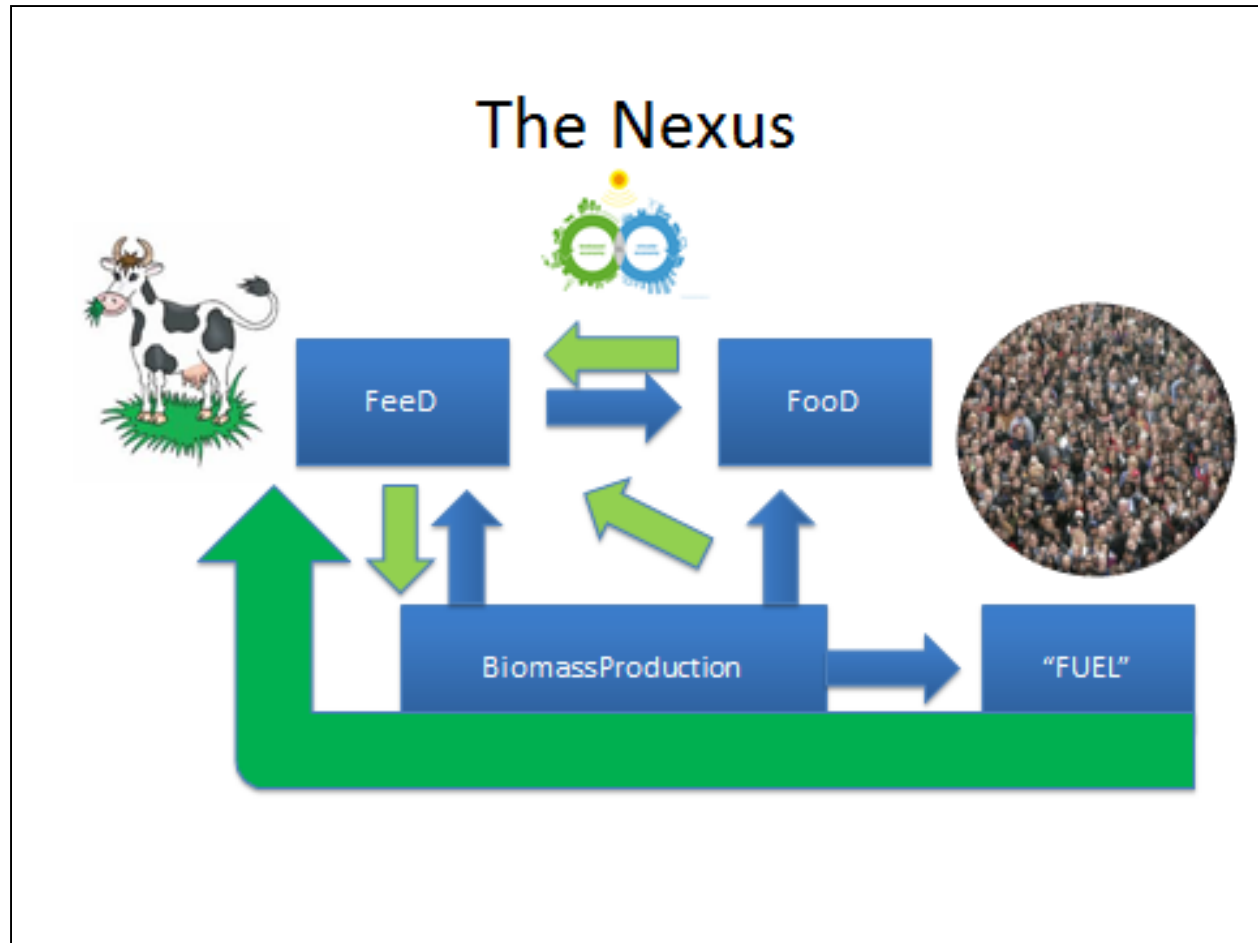 The Nexus
FeeD
FooD
BiomassProduction
“FUEL”